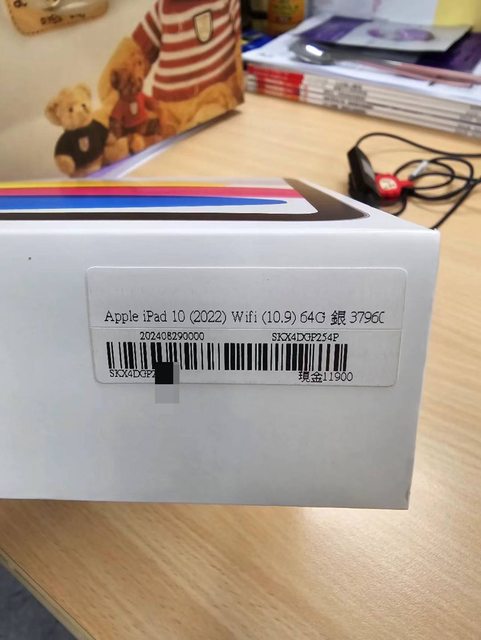 Apple iPad 10 (2022) Wifi (10.9) 64G 銀 3796C
202408290000 SKX4DGP254P
SKX4DGP2
現金11900